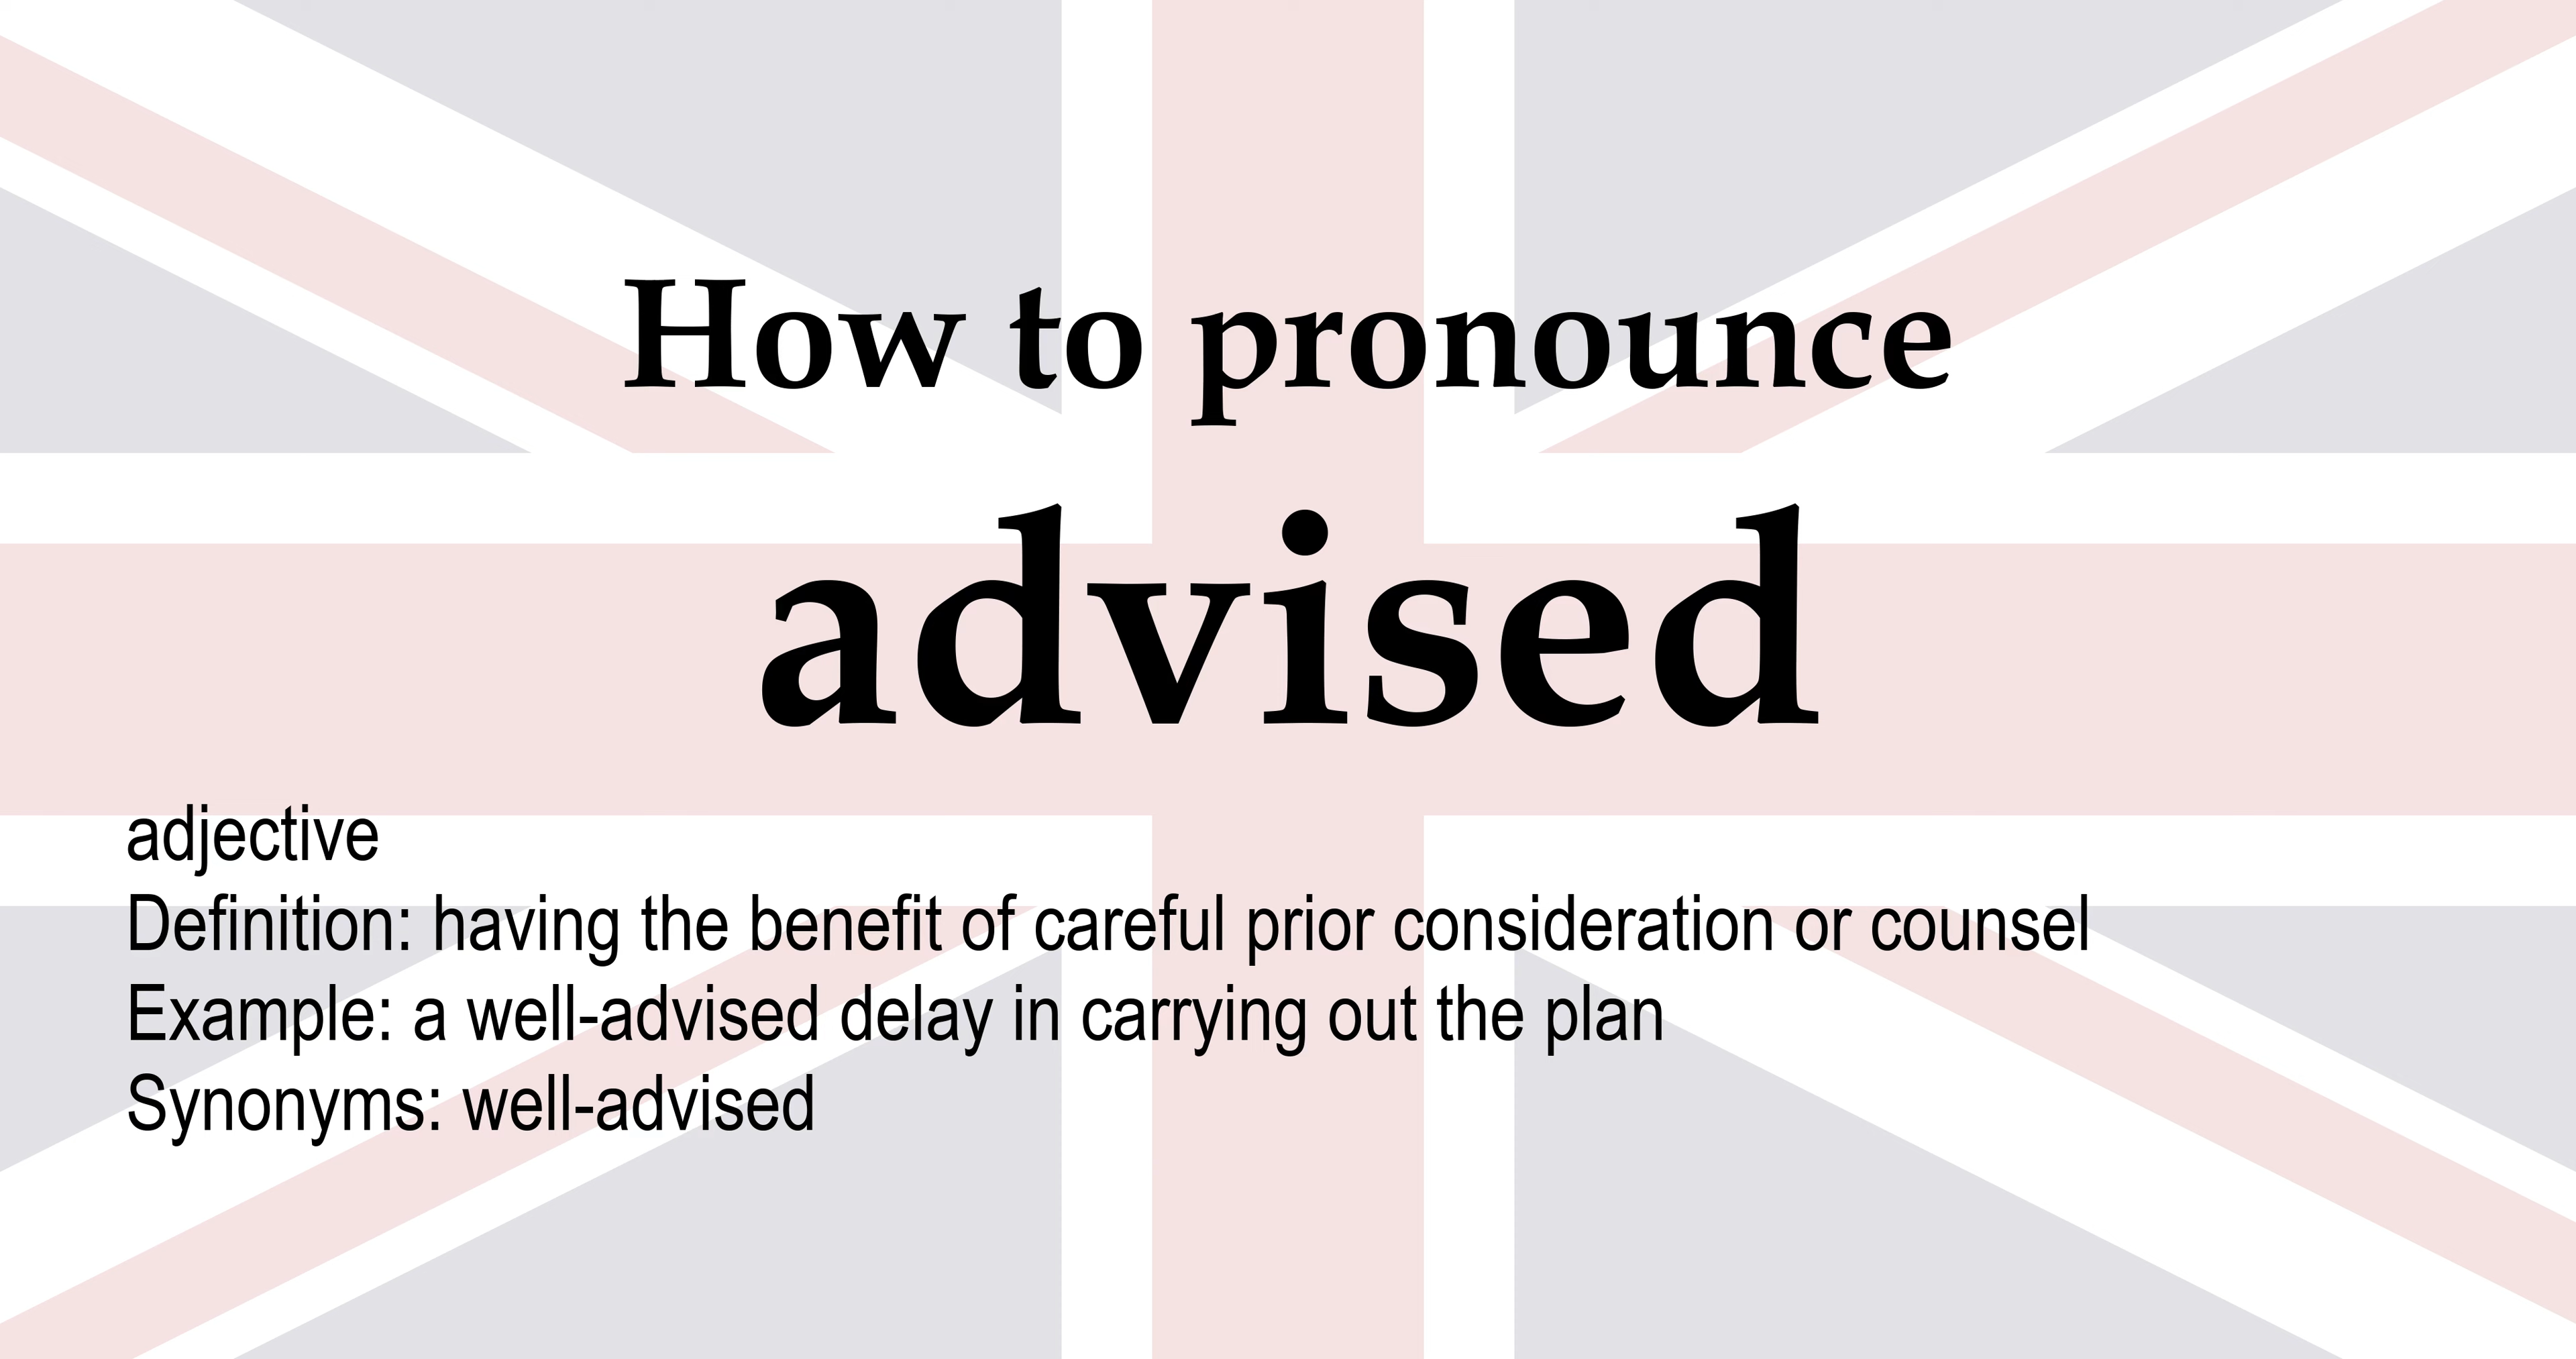 How to pronounce
advised
adjective
Definition: having the benefit of careful prior consideration or counsel
Example: a well-advised delay in carrying out the plan
Synonyms: well-advised